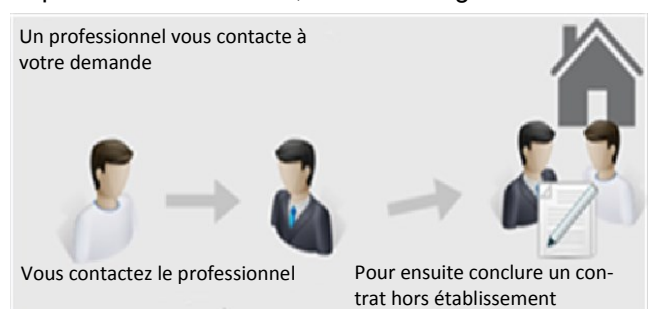 Un professionnel vous contacte à
votre demande
Vous contactez le professionnel
Pour ensuite conclure un con-
trat hors établissement